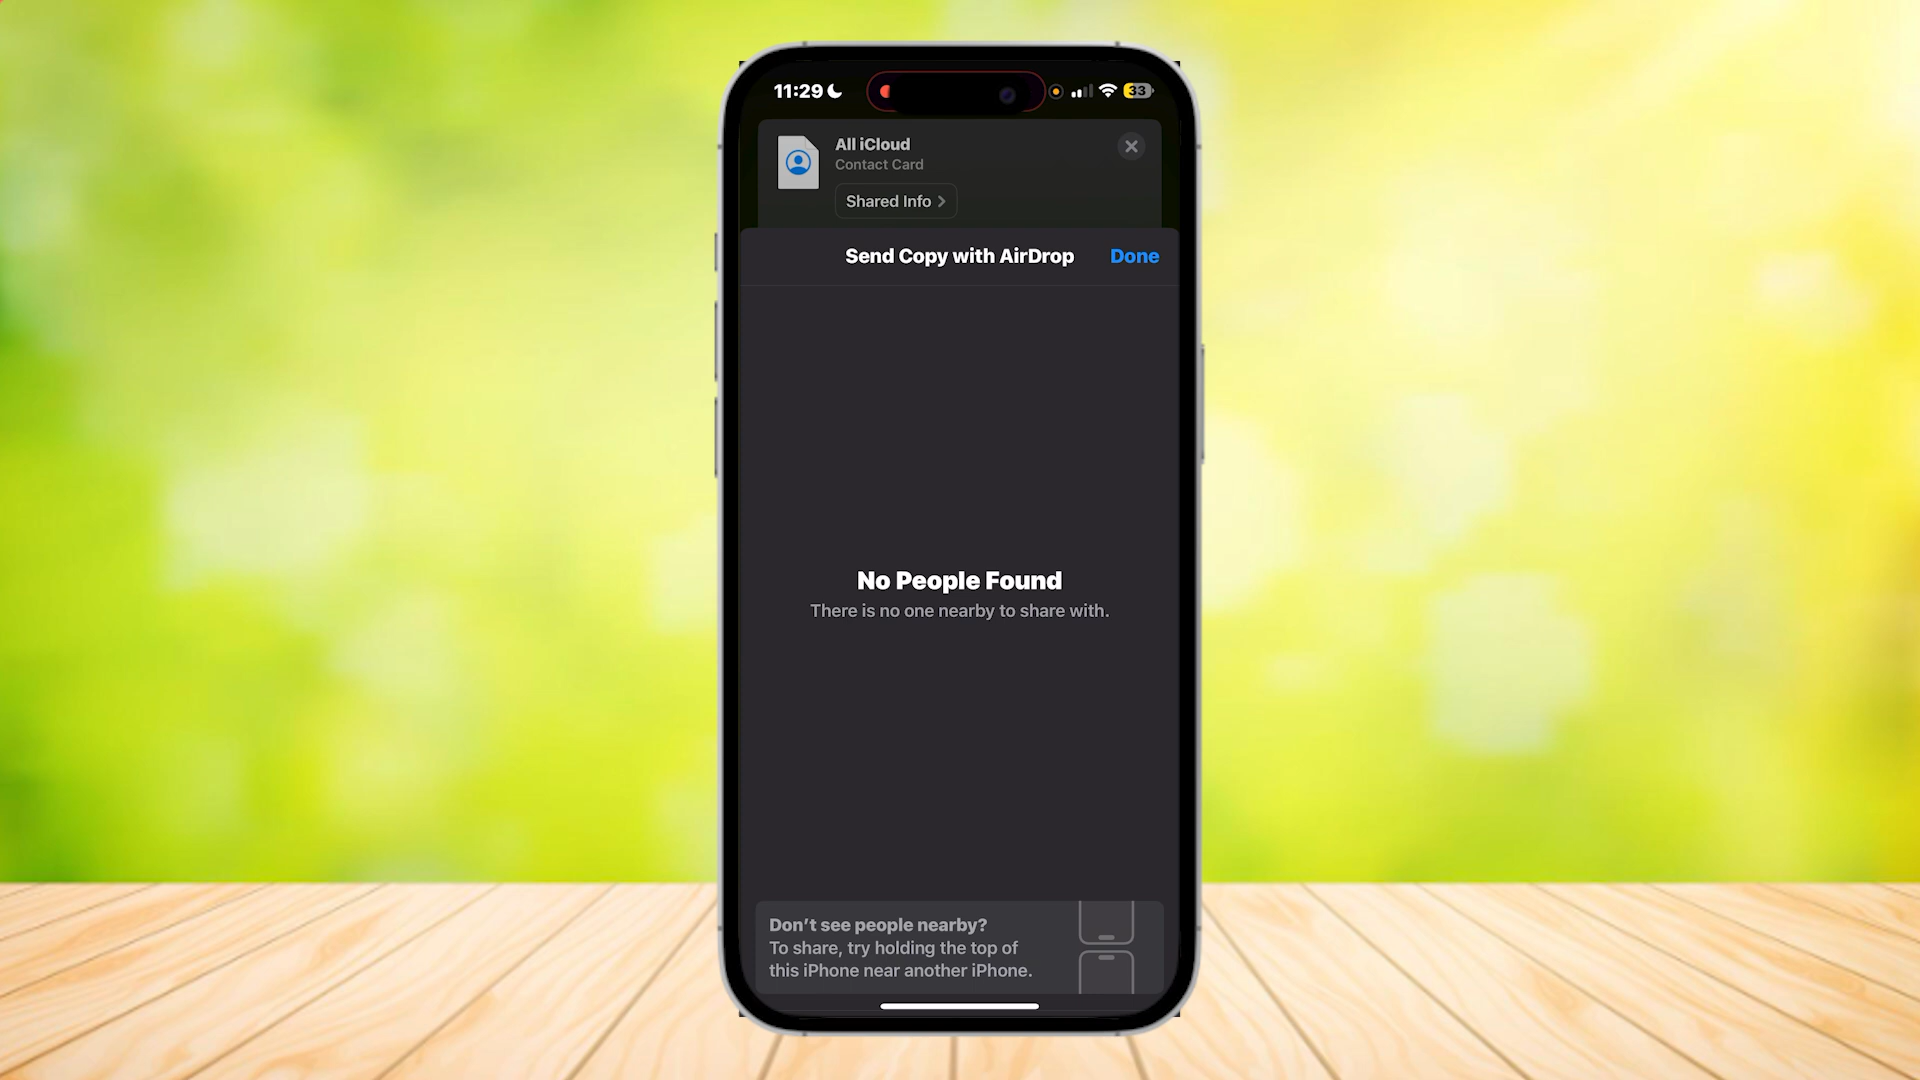 11:29
33
All iCloud
Contact Card
Shared Info
Send Copy with AirDrop
Done
No People Found
There is no one nearby to share with.
Don't see people nearby?
To share, try holding the top of
this iPhone near another iPhone.